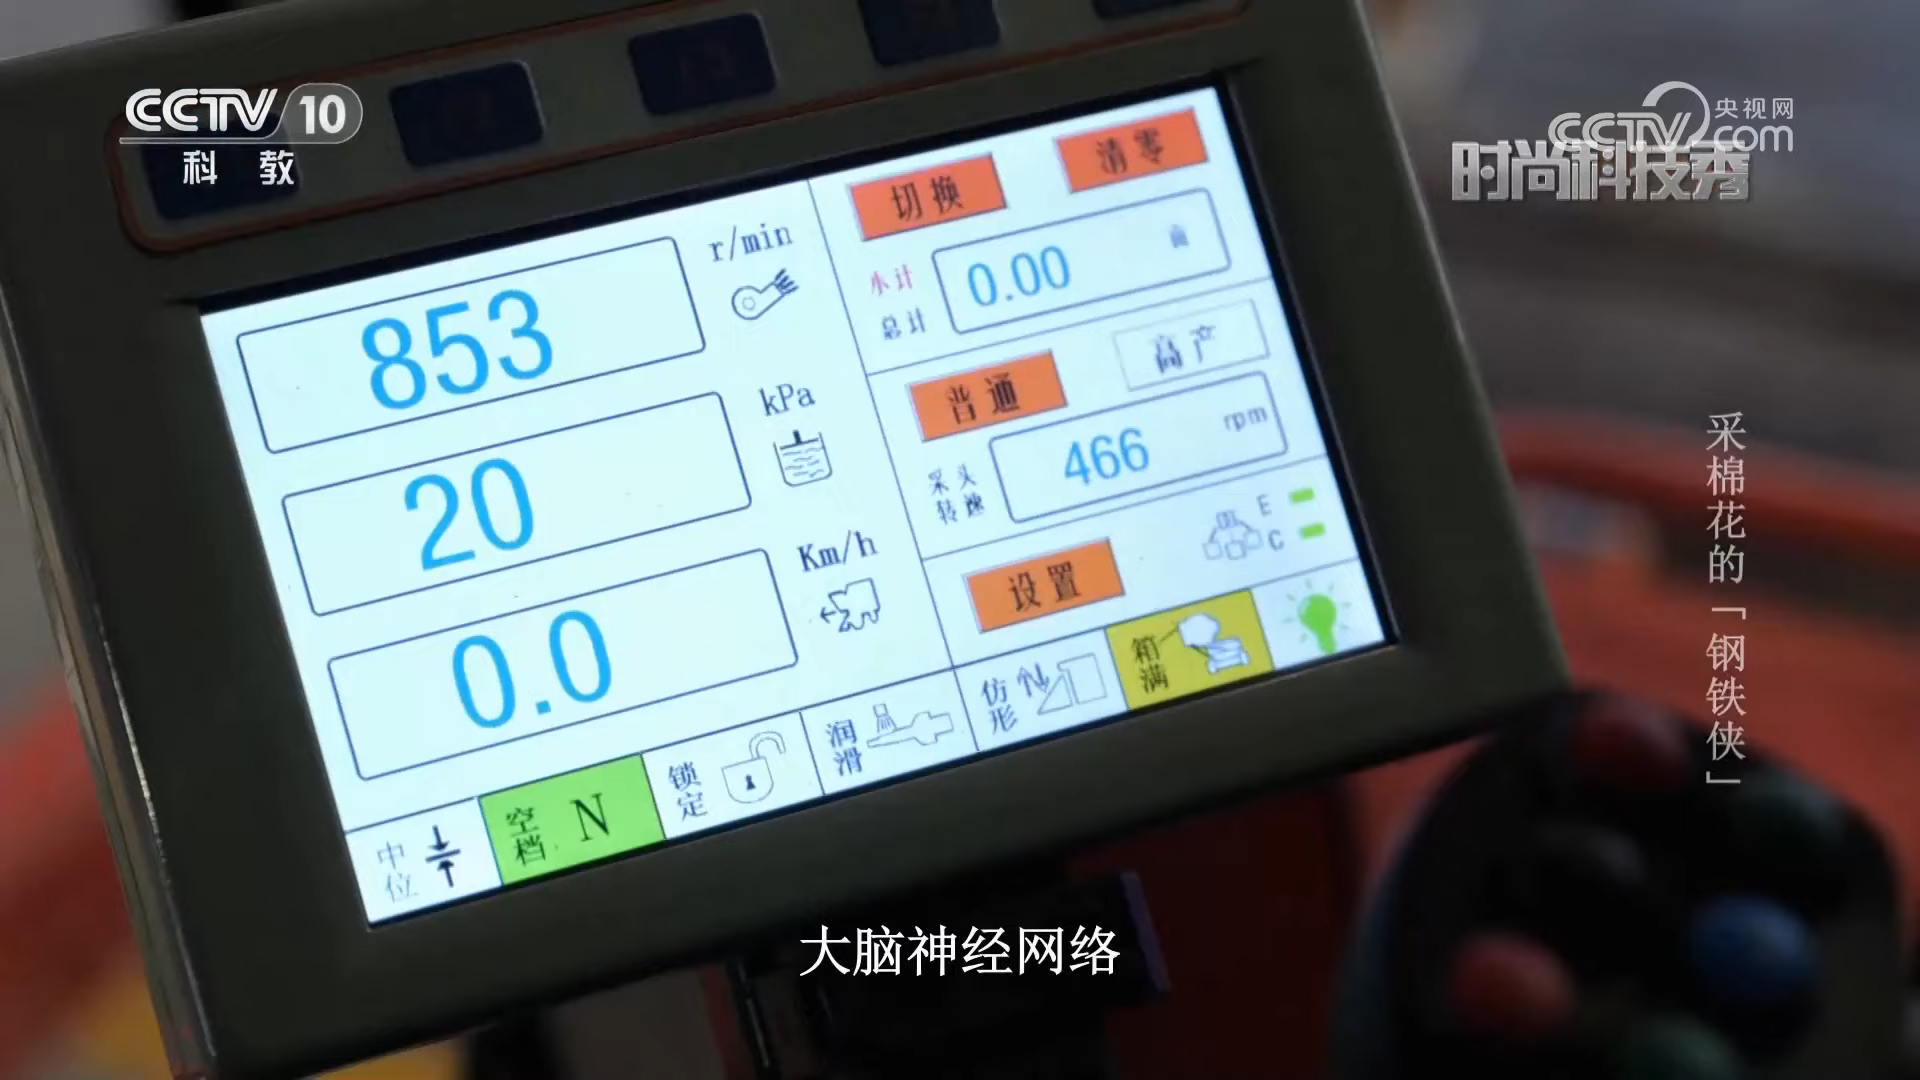 CCTV 10
科 教
央视网
CCTV.com
时尚科技秀
采棉花的「钢铁侠」
853
r/min
20
kPa
0.0
Km/h
切换
清零
小计
总计
0.00
亩
普通
高产
采头
转速
466
rpm
E
C
设置
中位
空档
N
锁定
润滑
仿形
箱满
大脑神经网络